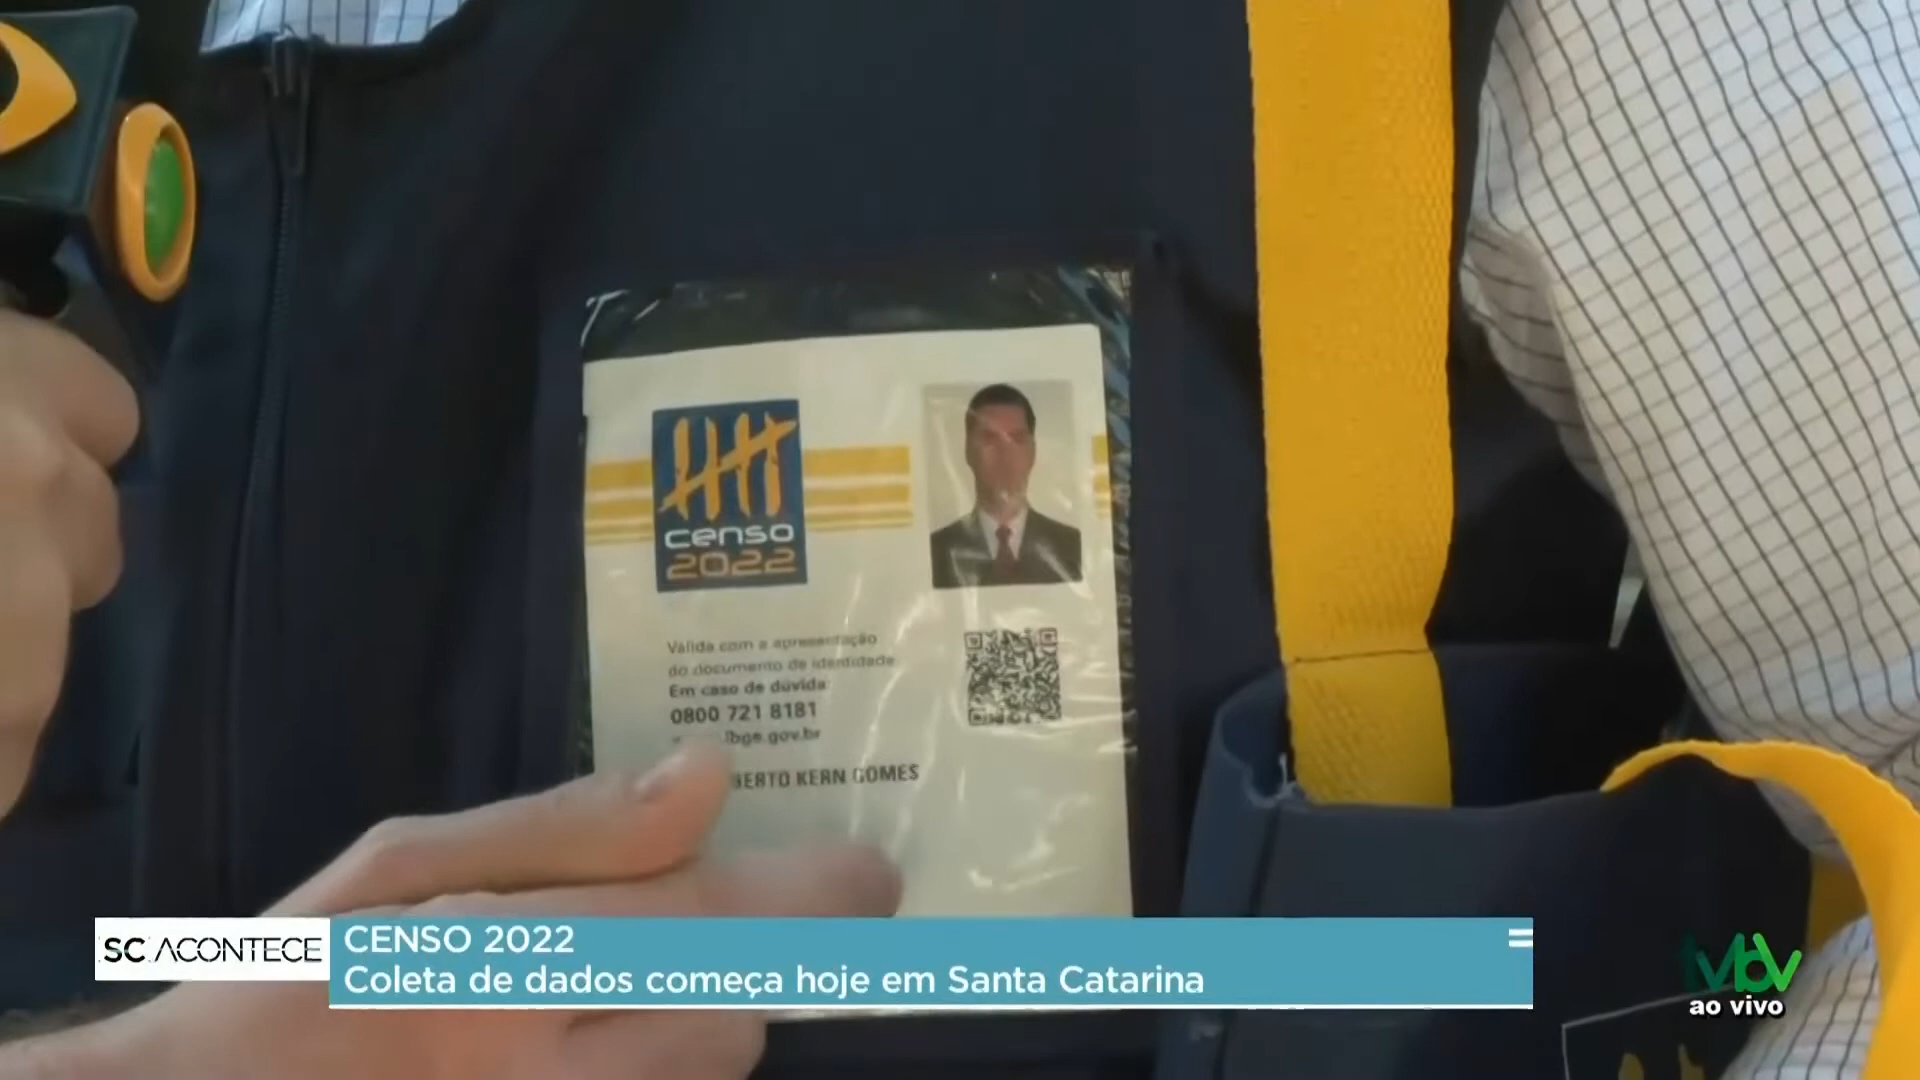 censo
2022
Válida com a apresentação
do documento de identidade
Em caso de dúvida
0800 721 8181
ibge.gov.br
BERTO KERN GOMES
SC ACONTECE
CENSO 2022
Coleta de dados começa hoje em Santa Catarina
tvbv
ao vivo